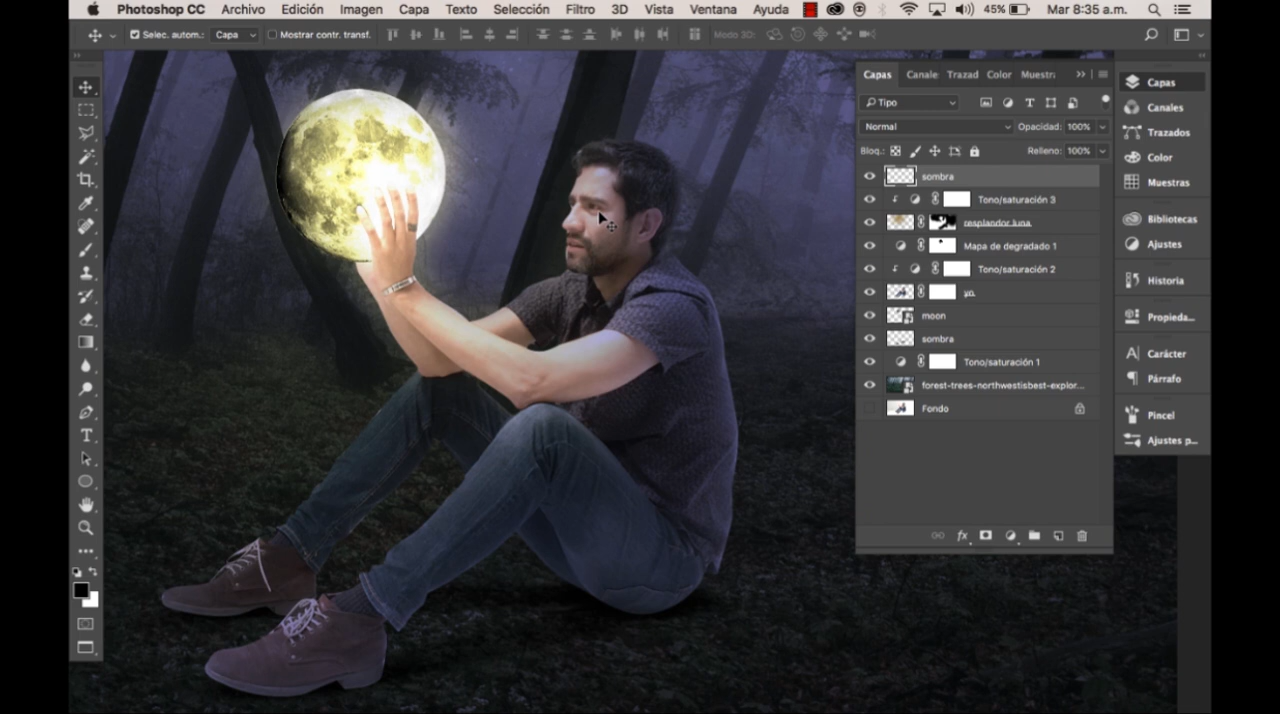 Photoshop CC Archivo Edición Imagen Capa Texto Selección Filtro 3D Vista Ventana Ayuda 45% Mar 8:35 a.m.
Selec. autom.: Capa Mostrar contr. transf. Modo 3D:
Capas Canale Trazad Color Muestra
Tipo
Normal Opacidad: 100%
Bloq.: Relleno: 100%
sombra
Tono/saturación 3
resplandor luna
Mapa de degradado 1
Tono/saturación 2
yo
moon
sombra
Tono/saturación 1
forest-trees-northwestisbest-explor...
Fondo
fx
Capas
Canales
Trazados
Color
Muestras
Bibliotecas
Ajustes
Historia
Propieda...
Carácter
Párrafo
Pincel
Ajustes p...